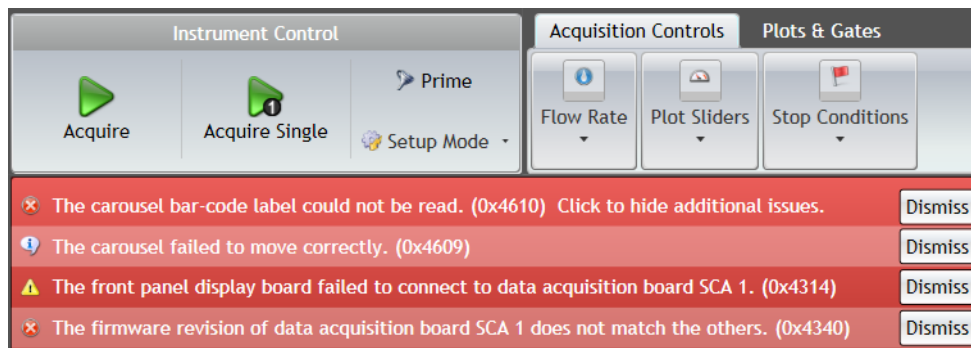 Instrument Control
Acquisition Controls Plots & Gates
Acquire
1
Acquire Single
Prime
Setup Mode
Flow Rate
Plot Sliders
Stop Conditions
The carousel bar-code label could not be read. (0x4610) Click to hide additional issues. Dismiss
The carousel failed to move correctly. (0x4609) Dismiss
The front panel display board failed to connect to data acquisition board SCA 1. (0x4314) Dismiss
The firmware revision of data acquisition board SCA 1 does not match the others. (0x4340) Dismiss